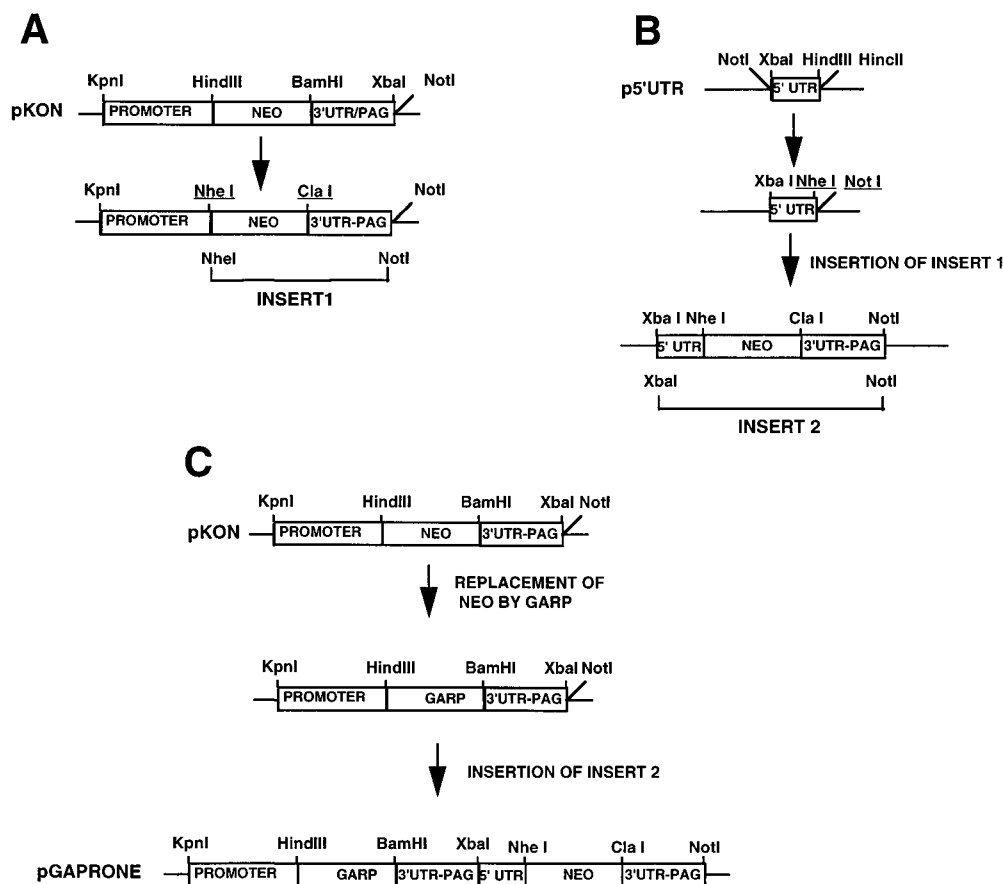 A
KpnI HindIII BamHI XbaI NotI
pKON
PROMOTER NEO 3'UTR/PAG
KpnI Nhe I Cla I NotI
PROMOTER NEO 3'UTR-PAG
NheI NotI
INSERT1
B
NotI XbaI HindIII HincII
p5'UTR
5' UTR
Xba I Nhe I Not I
5' UTR
INSERTION OF INSERT 1
Xba I Nhe I Cla I NotI
5' UTR NEO 3'UTR-PAG
XbaI NotI
INSERT 2
C
KpnI HindIII BamHI XbaI NotI
pKON
PROMOTER NEO 3'UTR-PAG
REPLACEMENT OF
NEO BY GARP
KpnI HindIII BamHI XbaI NotI
PROMOTER GARP 3'UTR-PAG
INSERTION OF INSERT 2
KpnI HindIII BamHI XbaI Nhe I Cla I NotI
pGAPRONE
PROMOTER GARP 3'UTR-PAG 5' UTR NEO 3'UTR-PAG